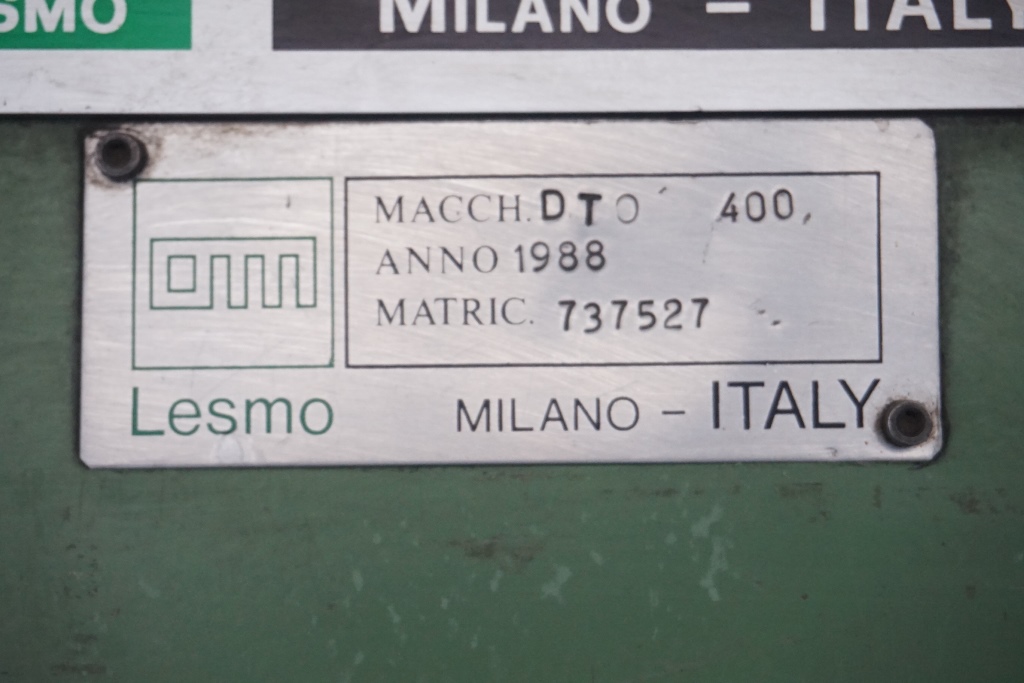 SMO MILANO – ITALY
MACCH. DTO 400,
ANNO 1988
MATRIC. 737527
Lesmo MILANO – ITALY